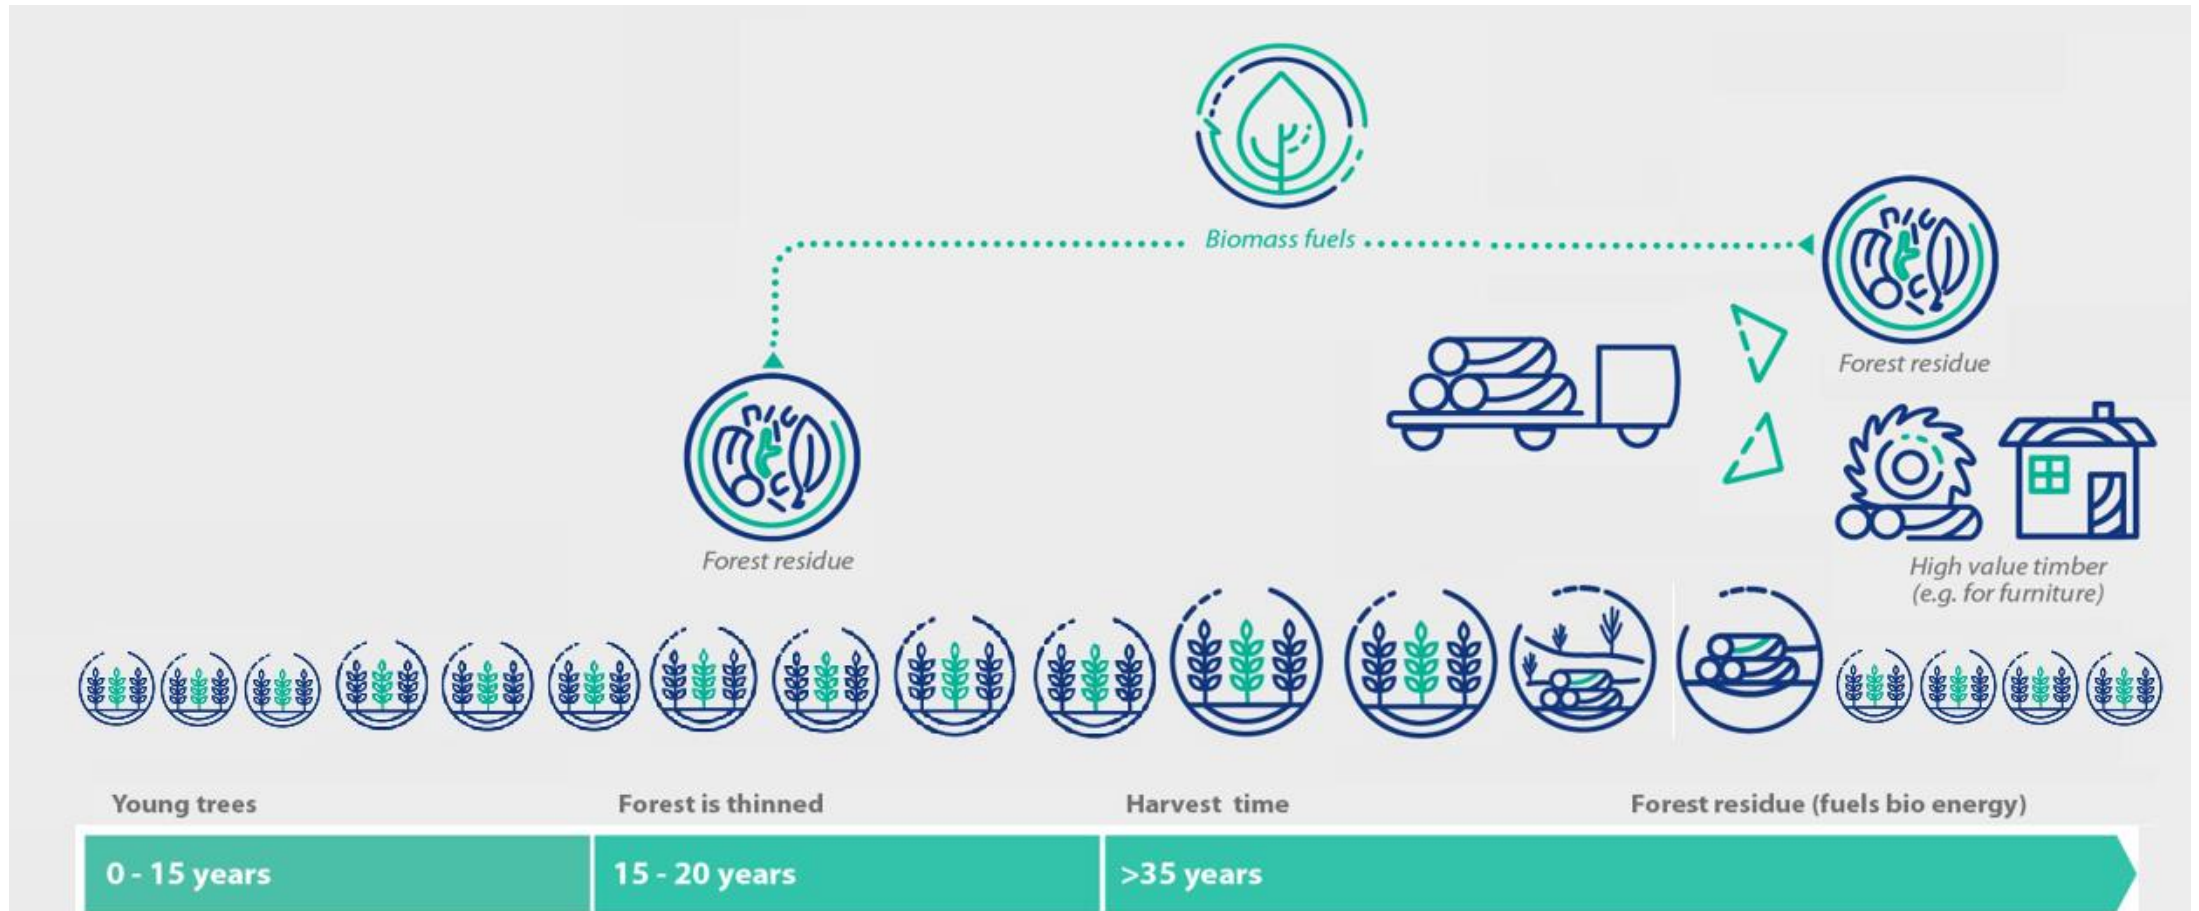 Biomass fuels
Forest residue
Forest residue
High value timber
(e.g. for furniture)
Young trees
Forest is thinned
Harvest time
Forest residue (fuels bio energy)
0 - 15 years
15 - 20 years
>35 years